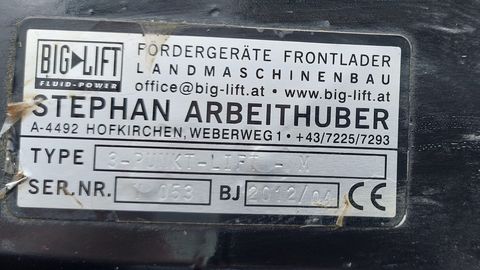 BIG LIFT
FLUID-POWER
FÖRDERGERÄTE FRONTLADER
LANDMASCHINENBAU
office@big-lift.at • www.big-lift.at
STEPHAN ARBEITHUBER
A-4492 HOFKIRCHEN, WEBERWEG 1 • +43/7225/7293
TYPE 3-PUNKT-LIFT - M
SER.NR. 053 BJ 2012/04 CE